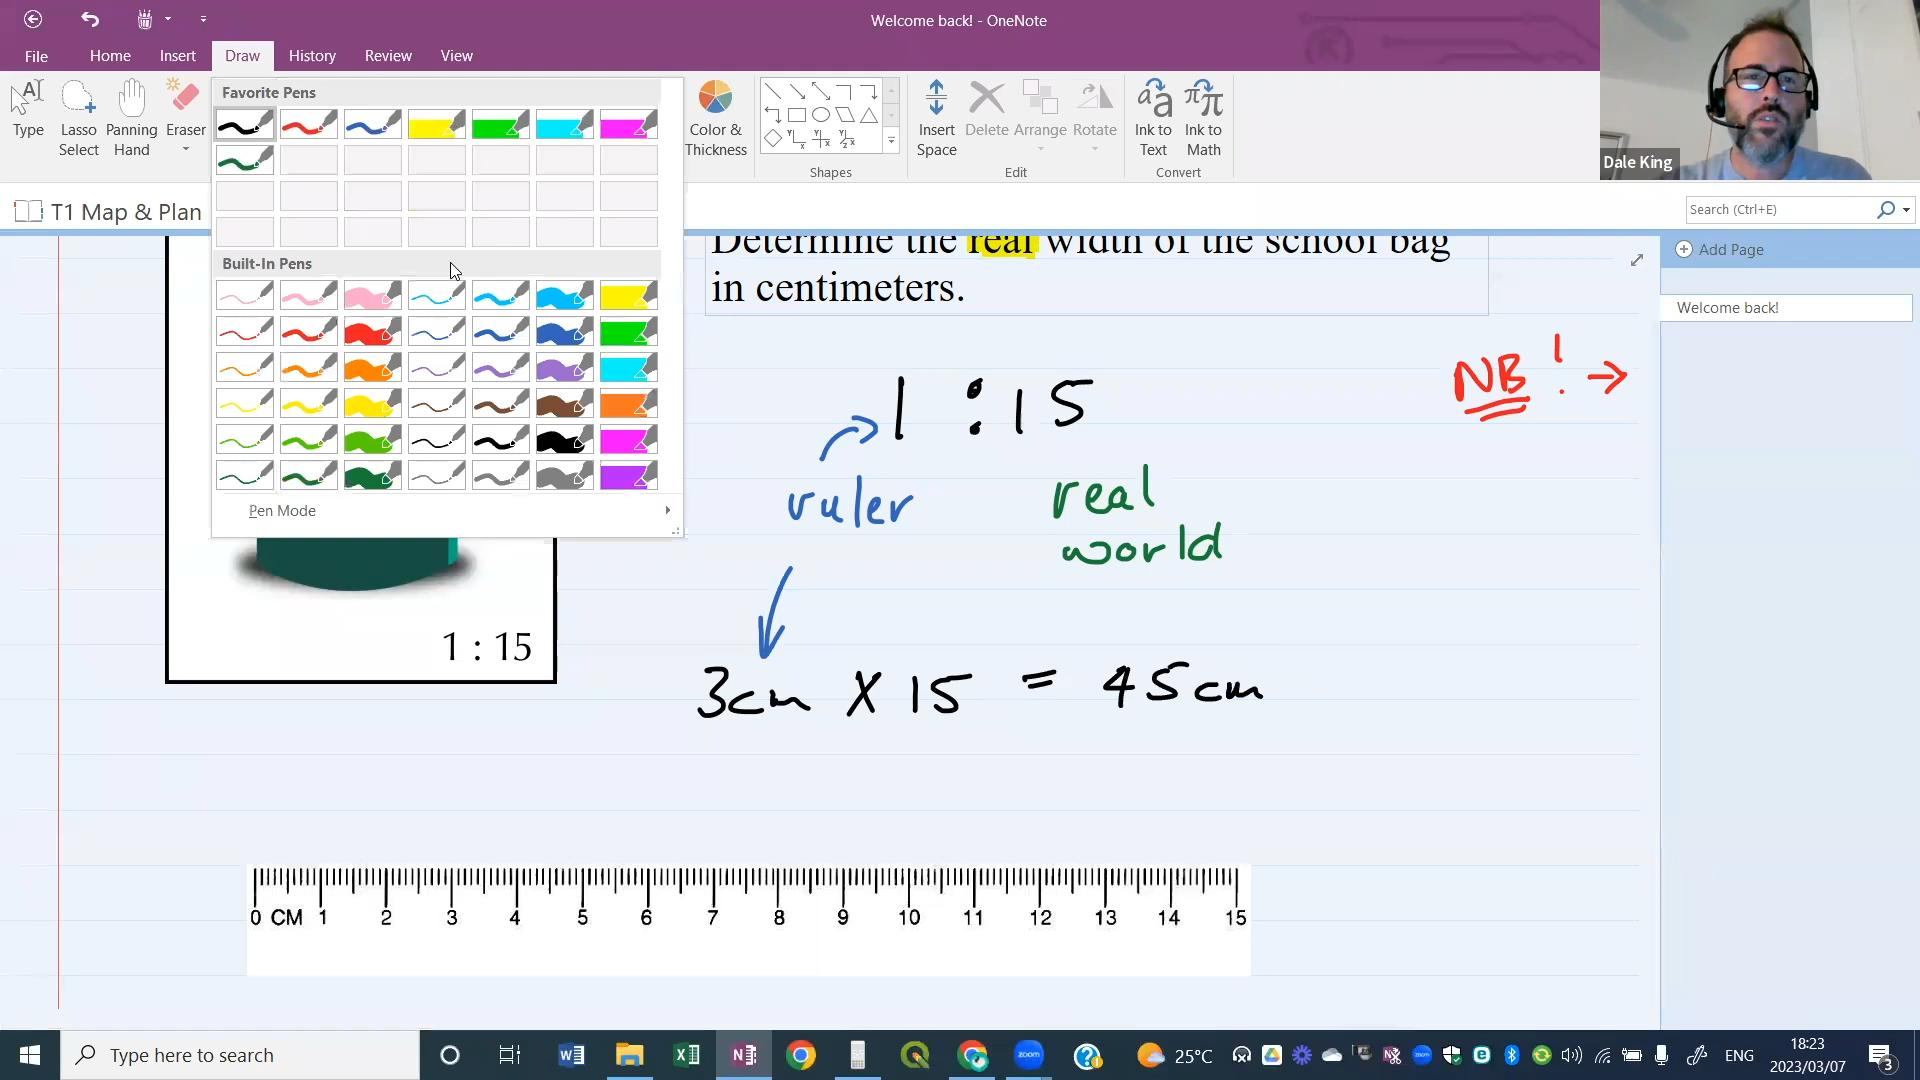 Welcome back! - OneNote
File Home Insert Draw History Review View
Type
Lasso Select
Panning Hand
Eraser
Favorite Pens
Built-In Pens
Pen Mode
Color & Thickness
Shapes
Insert Space
Delete
Arrange
Rotate
Edit
Ink to Text
Ink to Math
Convert
Dale King
T1 Map & Plan
Search (Ctrl+E)
Add Page
Welcome back!
Determine the real width of the school bag
in centimeters.
NB ! →
1 : 15
ruler
real
world
3cm X 15 = 45cm
1 : 15
0 CM 1 2 3 4 5 6 7 8 9 10 11 12 13 14 15
Type here to search
zoom
25°C
ENG
18:23
2023/03/07
3